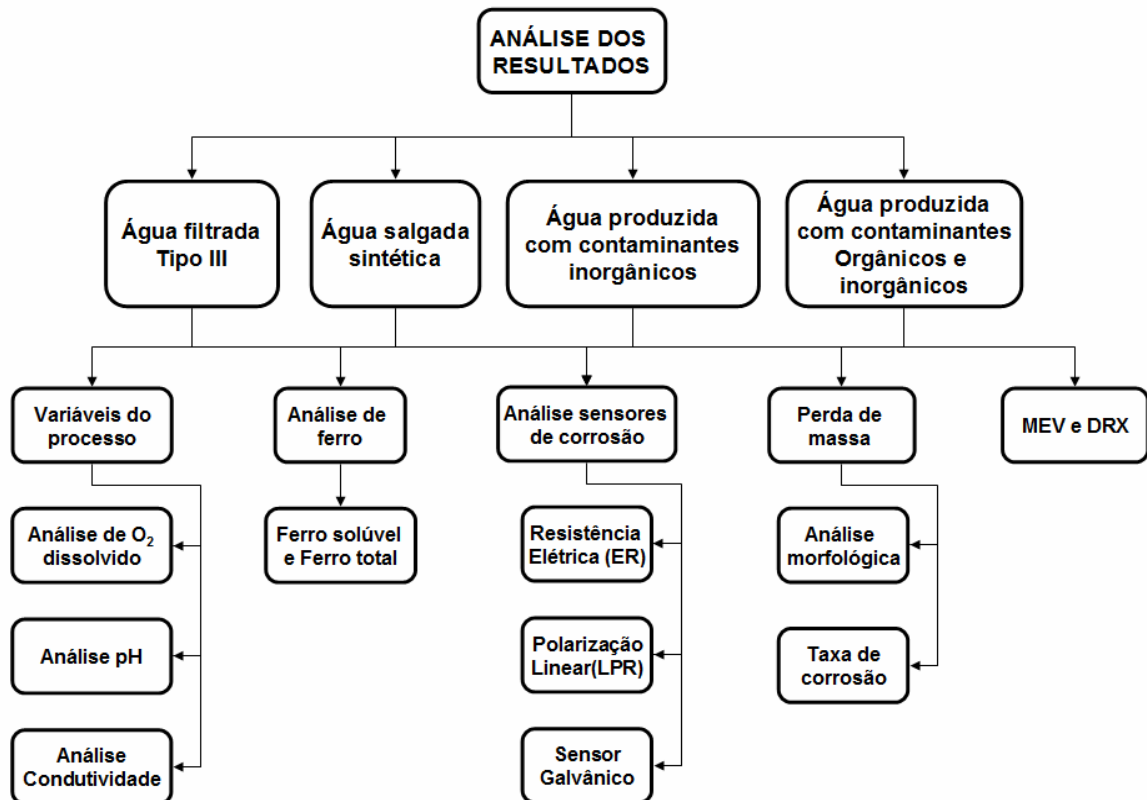 ANÁLISE DOS
RESULTADOS
Água filtrada
Tipo III
Água salgada
sintética
Água produzida
com contaminantes
inorgânicos
Água produzida
com contaminantes
Orgânicos e
inorgânicos
Variáveis do
processo
Análise de
ferro
Análise sensores
de corrosão
Perda de
massa
MEV e DRX
Análise de O₂
dissolvido
Ferro solúvel
e Ferro total
Resistência
Elétrica (ER)
Análise
morfológica
Análise pH
Polarização
Linear(LPR)
Taxa de
corrosão
Análise
Condutividade
Sensor
Galvânico